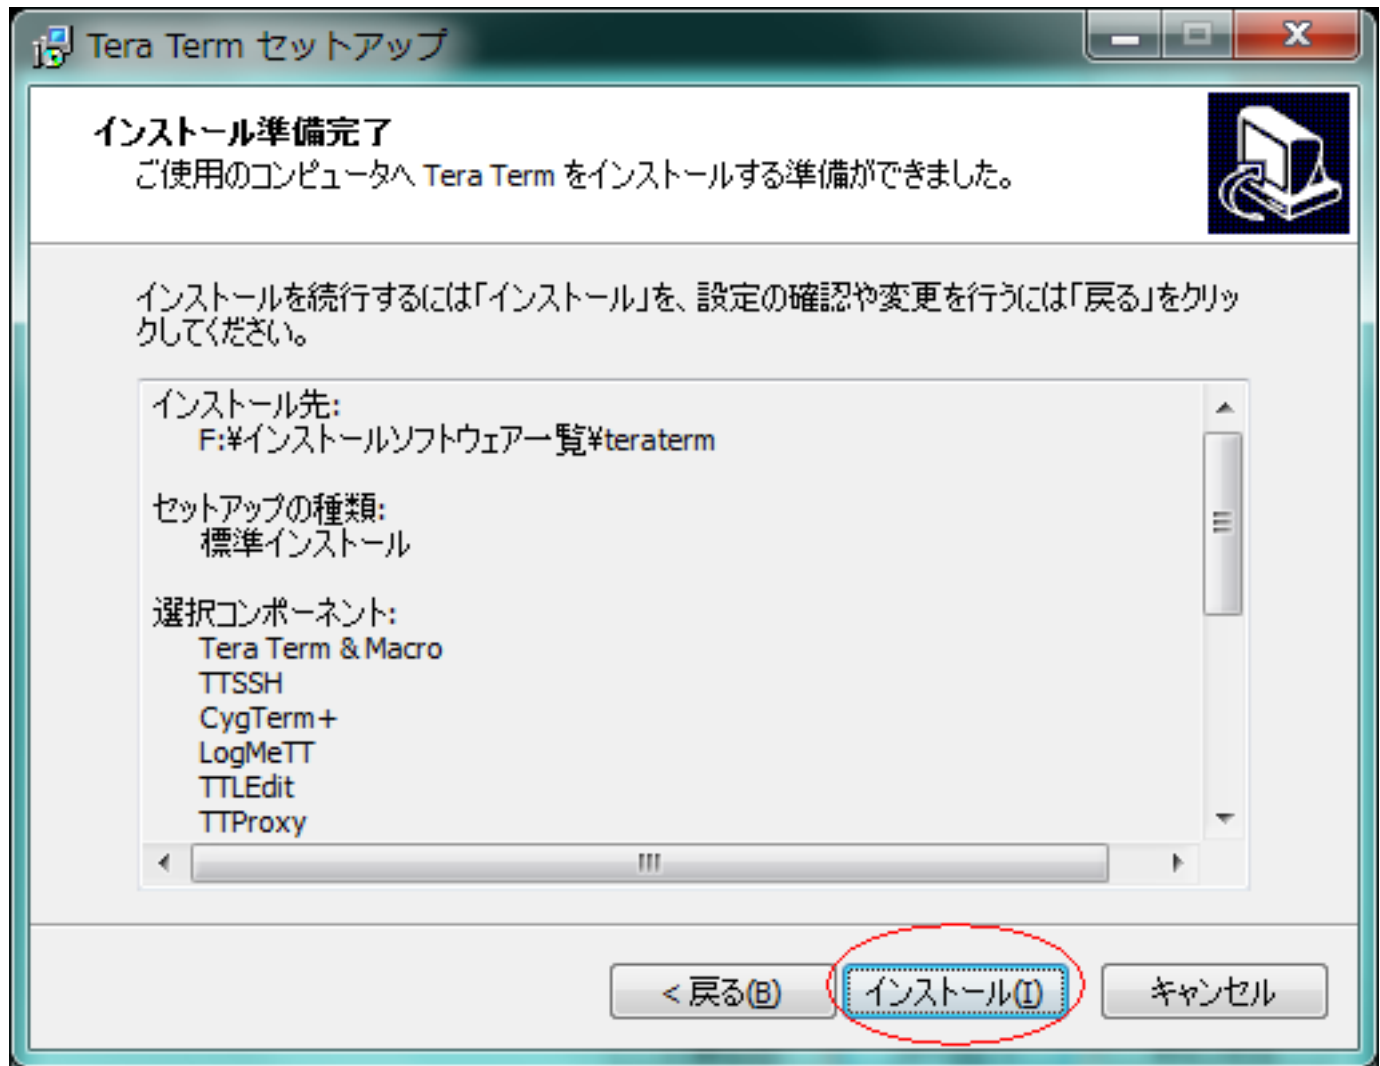 Tera Term セットアップ
インストール準備完了
ご使用のコンピュータへ Tera Term をインストールする準備ができました。
インストールを続行するには「インストール」を、設定の確認や変更を行うには「戻る」をクリッ
クしてください。
インストール先:
F:¥インストールソフトウェア一覧¥teraterm
セットアップの種類:
標準インストール
選択コンポーネント:
Tera Term & Macro
TTSSH
CygTerm+
LogMeTT
TTLEdit
TTProxy
< 戻る(B)
インストール(I)
キャンセル